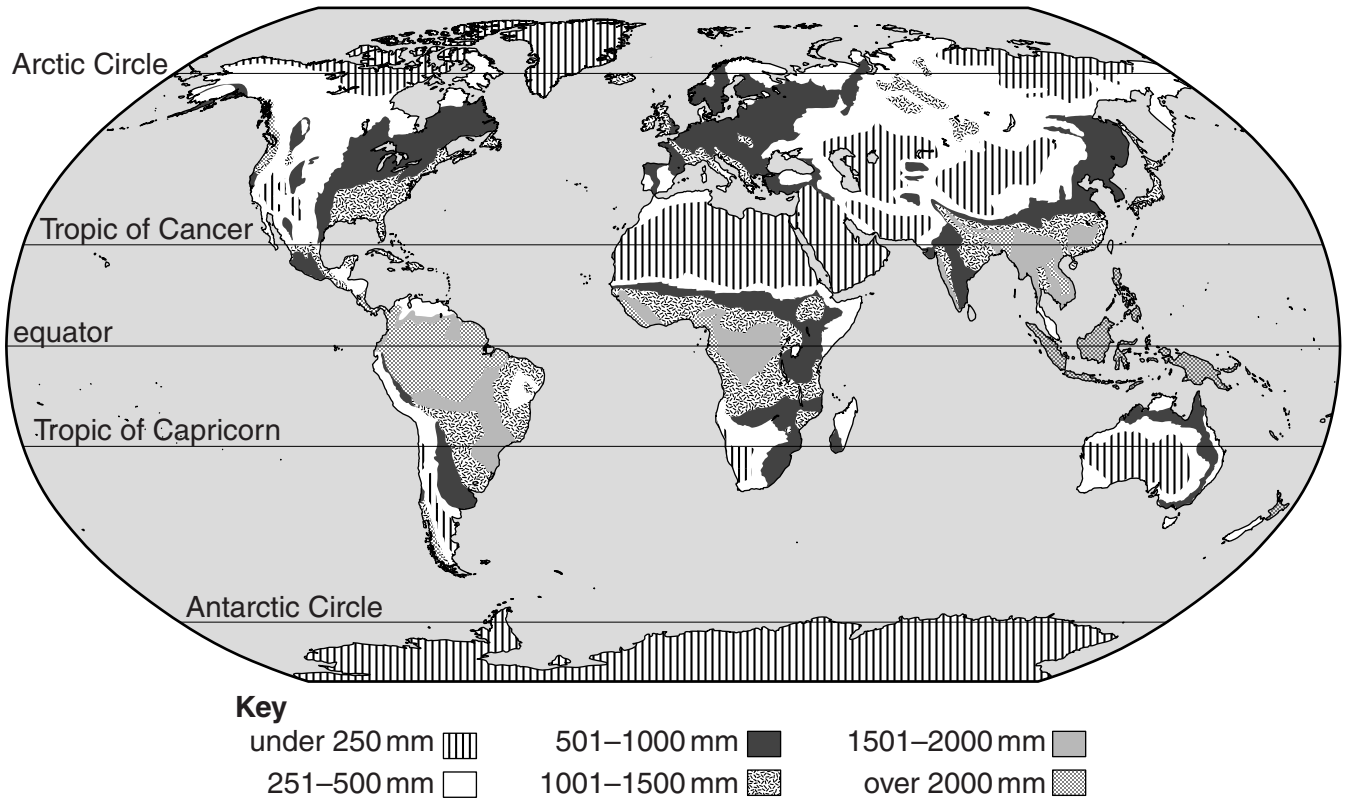 Arctic Circle
Tropic of Cancer
equator
Tropic of Capricorn
Antarctic Circle
Key
under 250 mm
501–1000 mm
1501–2000 mm
251–500 mm
1001–1500 mm
over 2000 mm